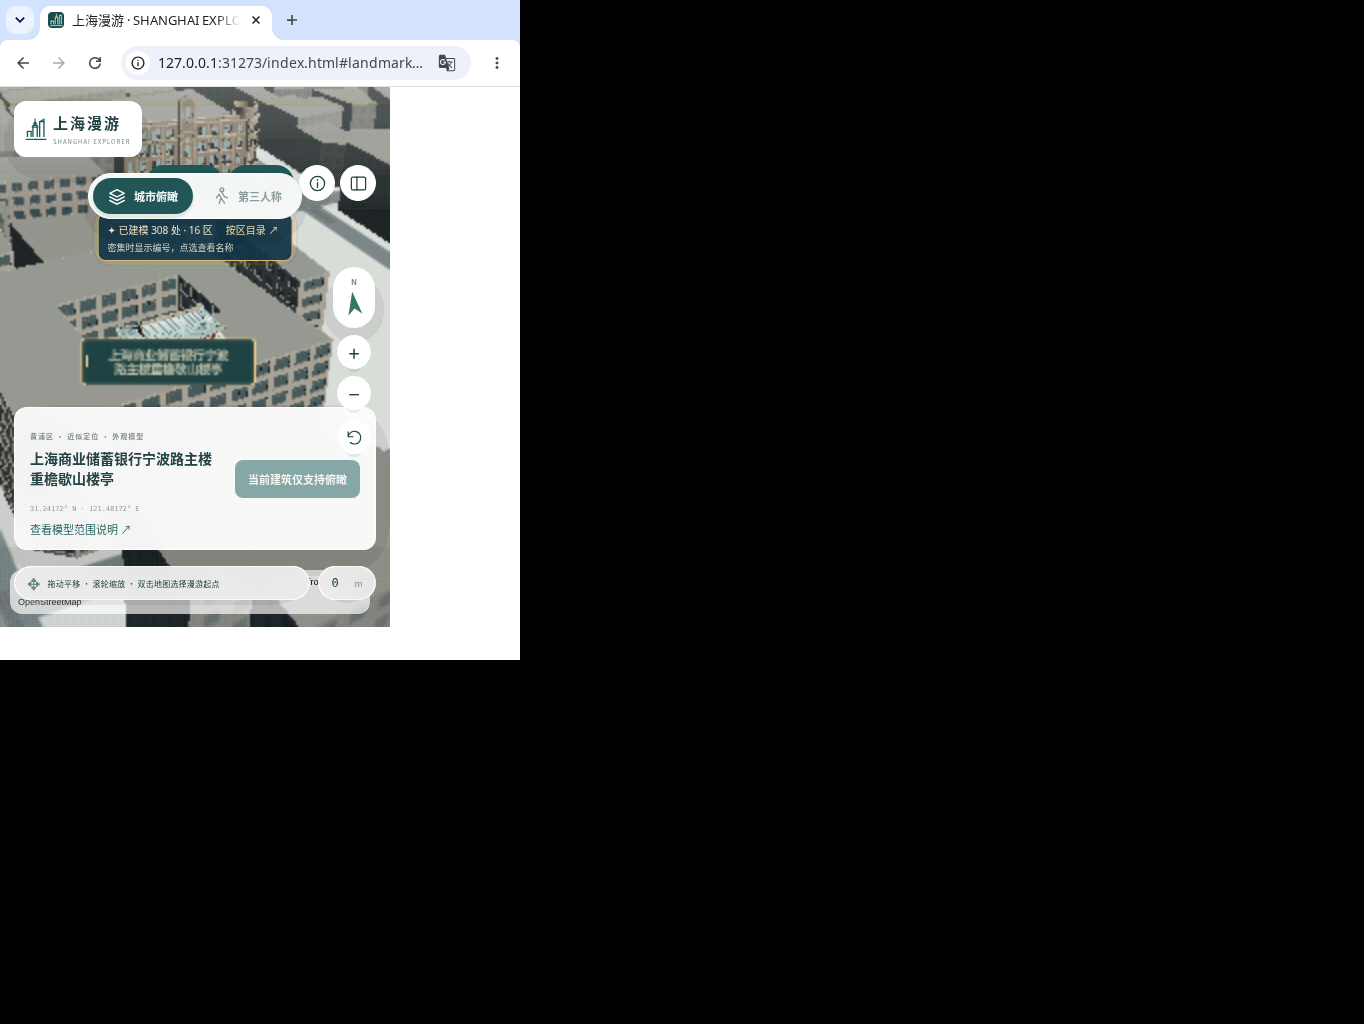 上海漫游 · SHANGHAI EXPLO
127.0.0.1:31273/index.html#landmark...
上海漫游
SHANGHAI EXPLORER
城市俯瞰
第三人称
✦ 已建模 308 处 · 16 区 按区目录 ↗
密集时显示编号，点选查看名称
N
上海商业储蓄银行宁波
路主楼重檐歇山楼亭
+
−
黄浦区 · 近似定位 · 外观模型
上海商业储蓄银行宁波路主楼
重檐歇山楼亭
当前建筑仅支持俯瞰
31.24172° N · 121.48172° E
查看模型范围说明 ↗
拖动平移 · 滚轮缩放 · 双击地图选择漫游起点
0 m
OpenStreetMap